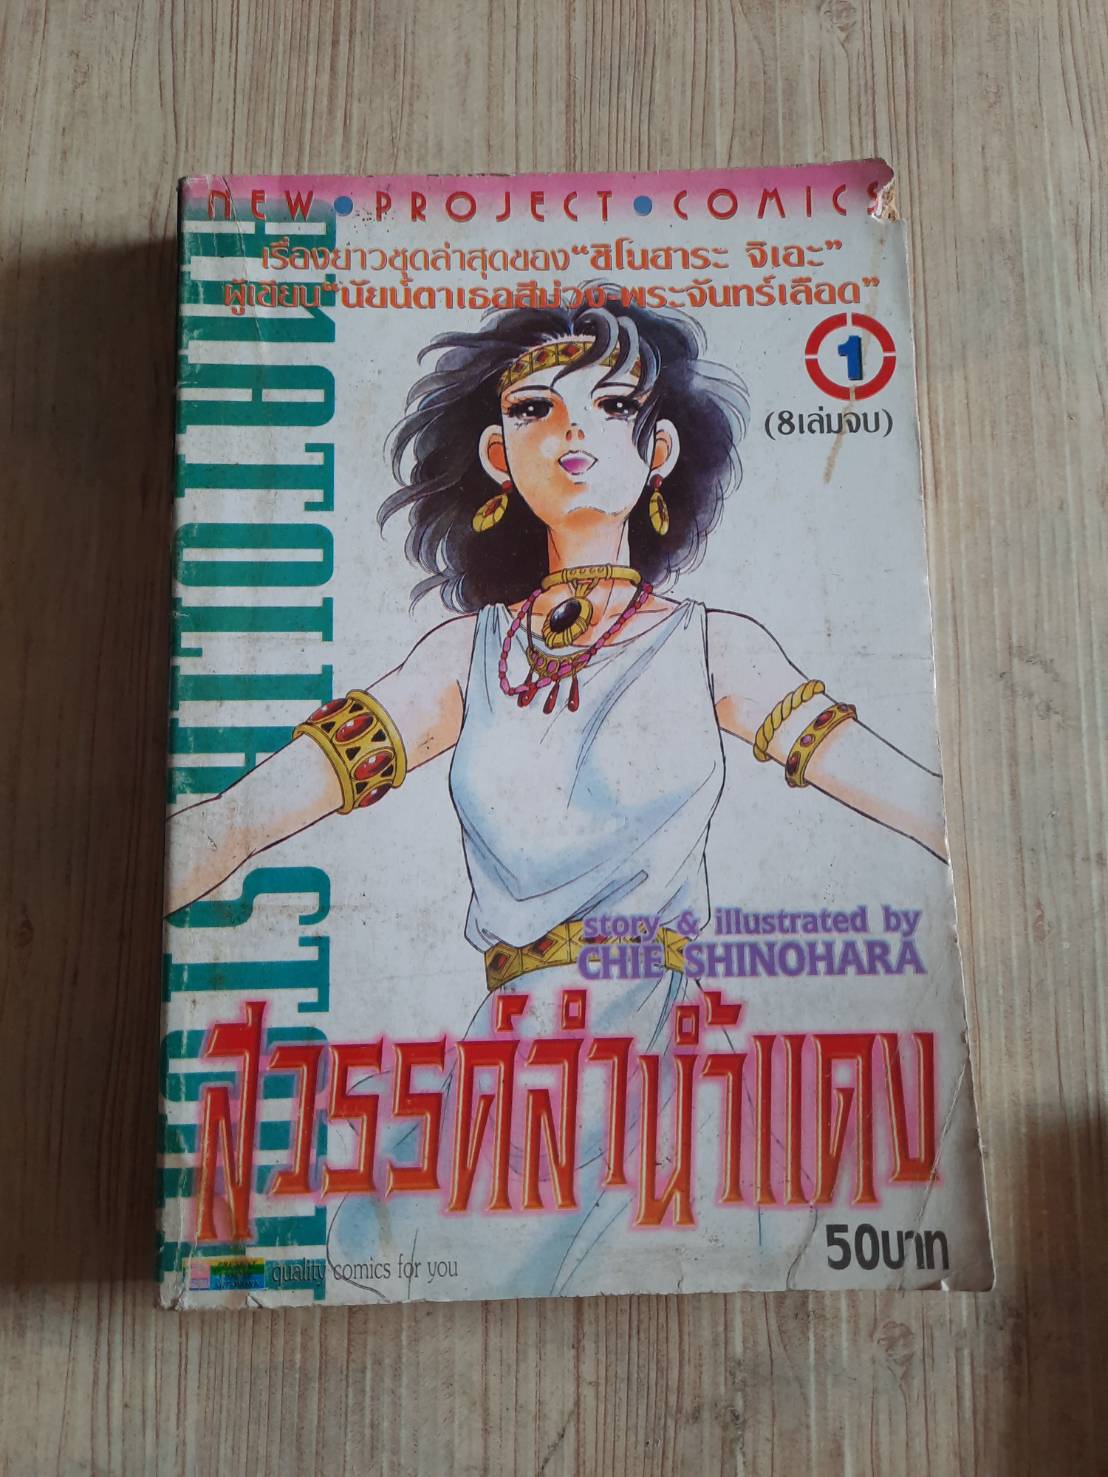 NEW • PROJECT • COMICS
เรื่องยาวชุดล่าสุดของ "ชิโนฮาระ จิเอะ"
ผู้เขียน "นัยน์ตาเธอสีม่วง-พระจันทร์เลือด"
1
(8เล่มจบ)
story & illustrated by
CHIE SHINOHARA
สวรรค์ลำน้ำแดง
50บาท
quality comics for you